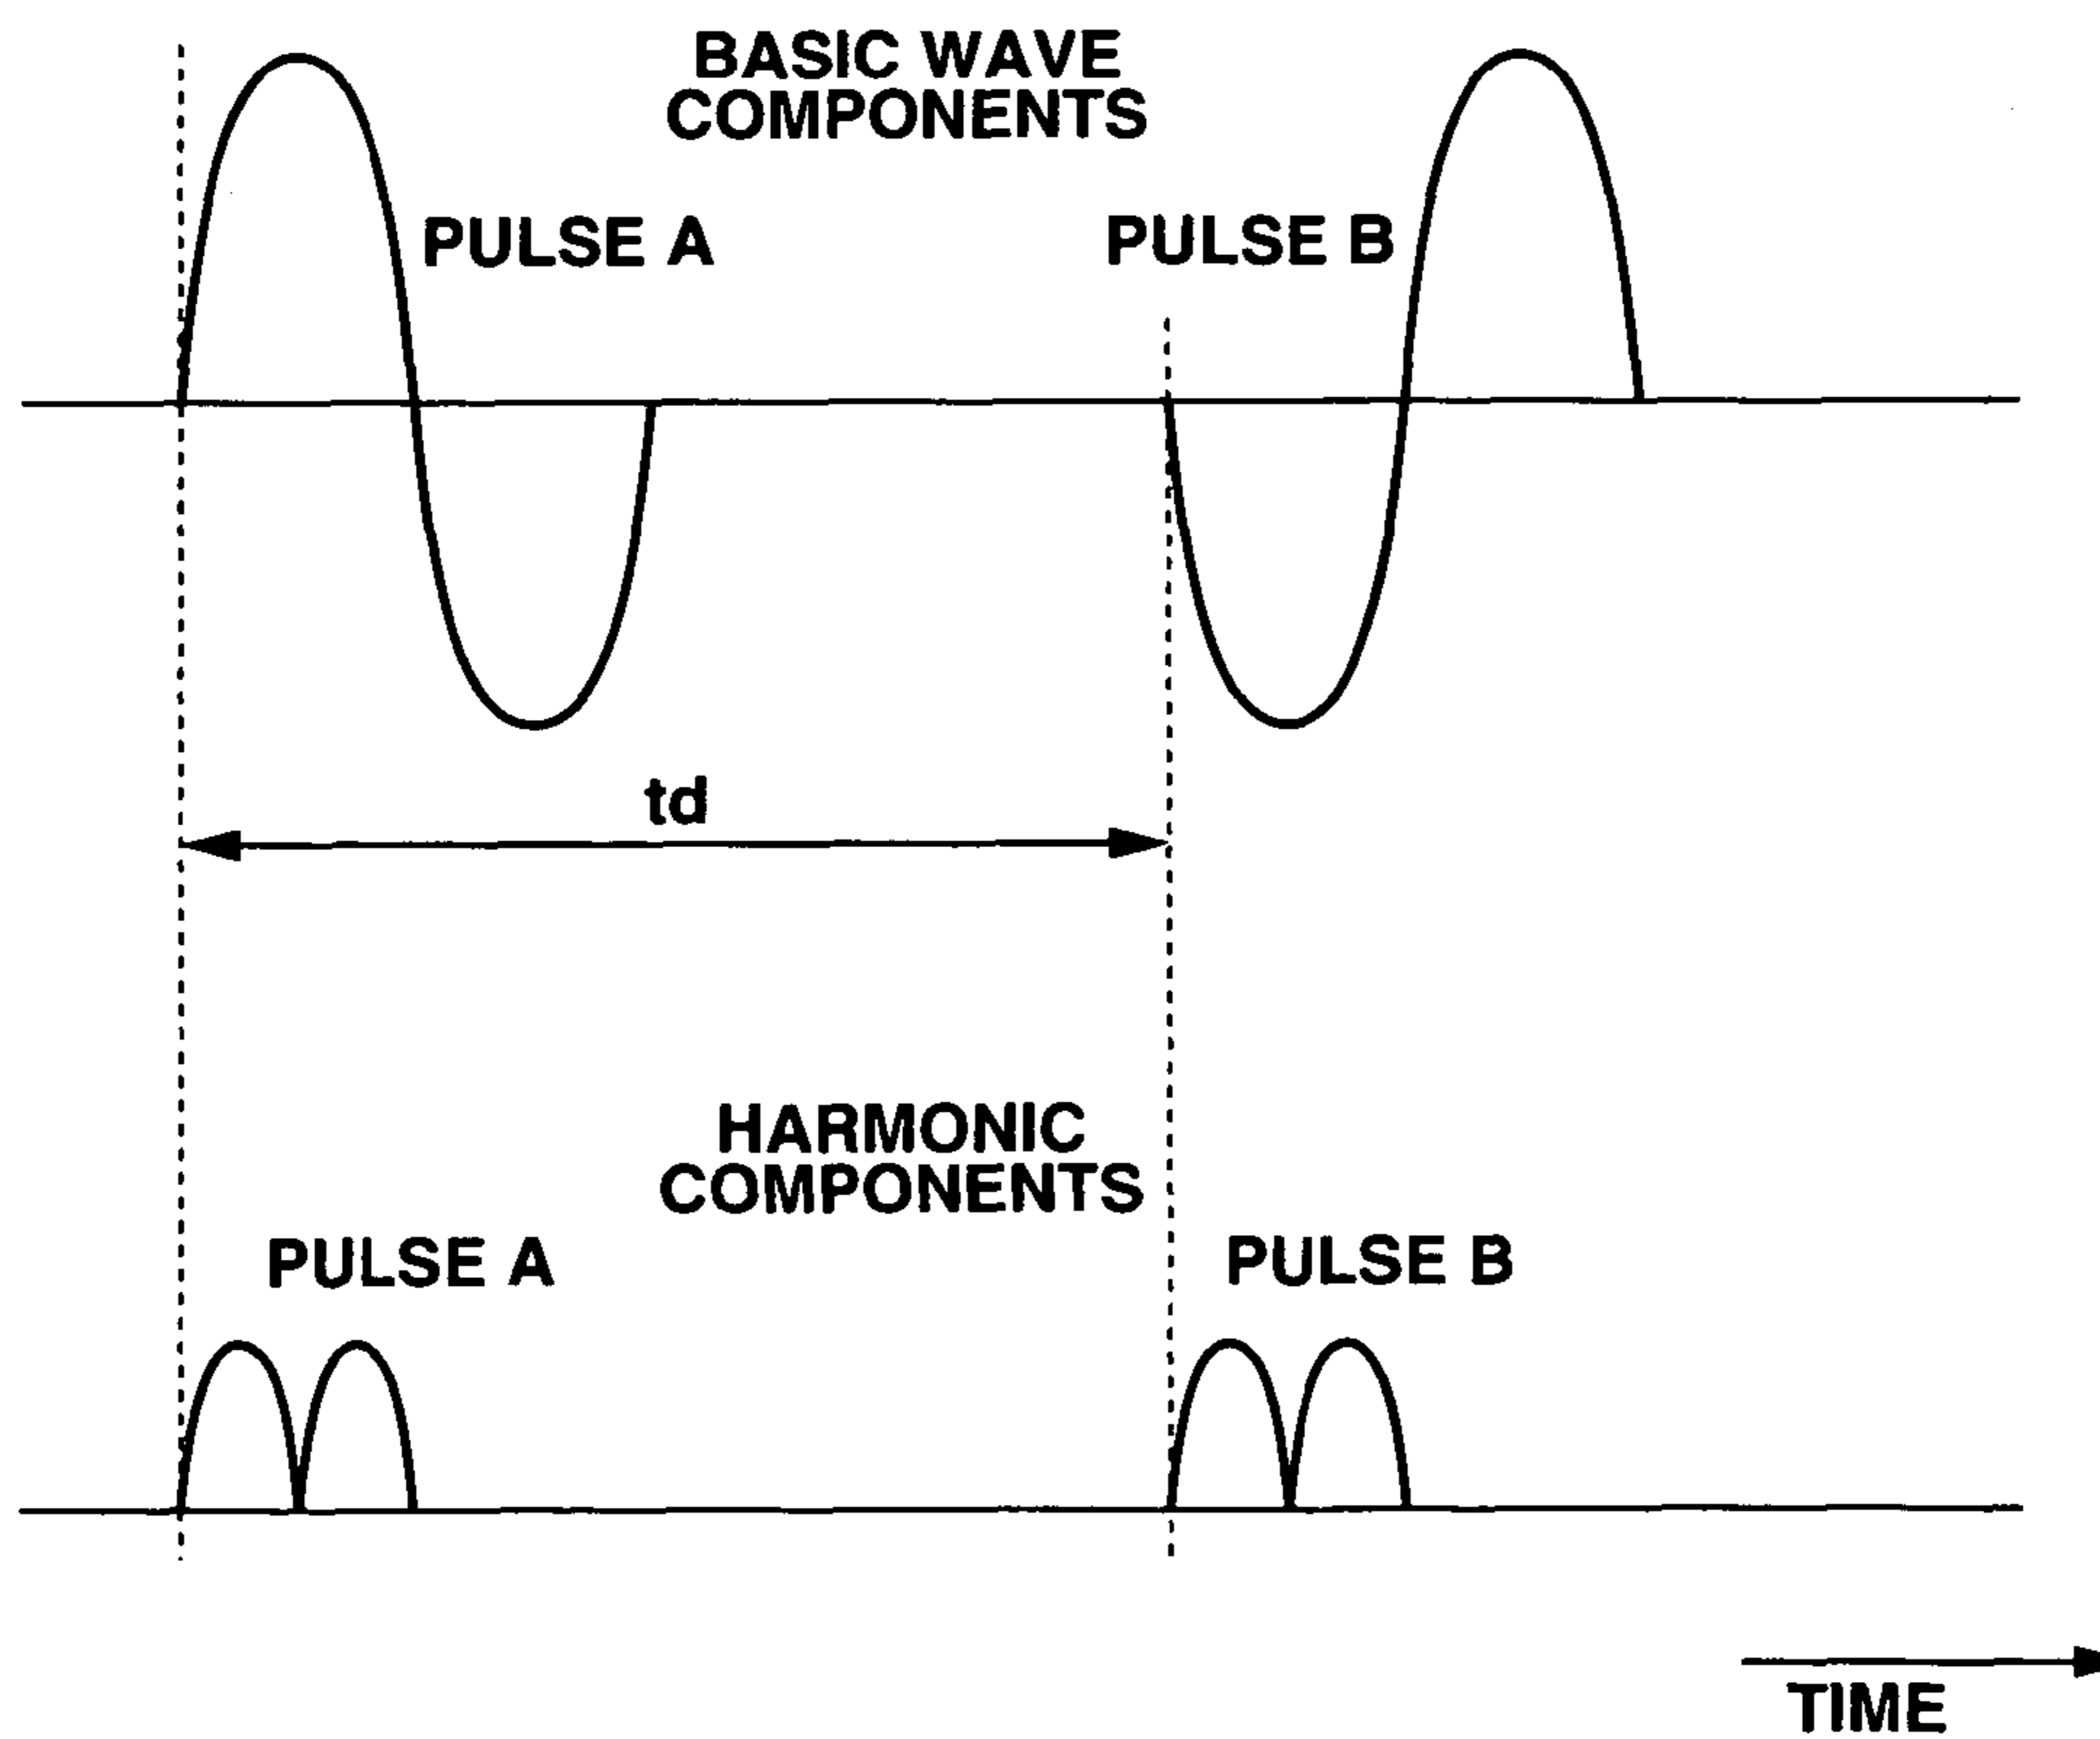 BASIC WAVE
COMPONENTS
PULSE A
PULSE B
td
HARMONIC
COMPONENTS
PULSE A
PULSE B
TIME